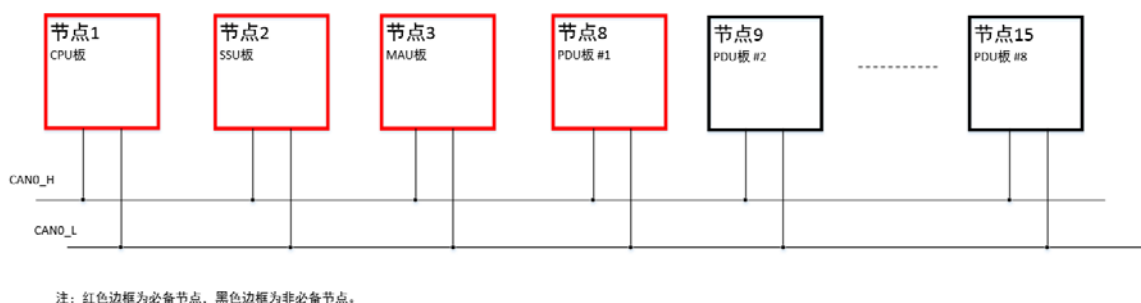 节点1
CPU板
节点2
SSU板
节点3
MAU板
节点8
PDU板 #1
节点9
PDU板 #2
节点15
PDU板 #8
CAN0_H
CAN0_L
注：红色边框为必备节点，黑色边框为非必备节点。